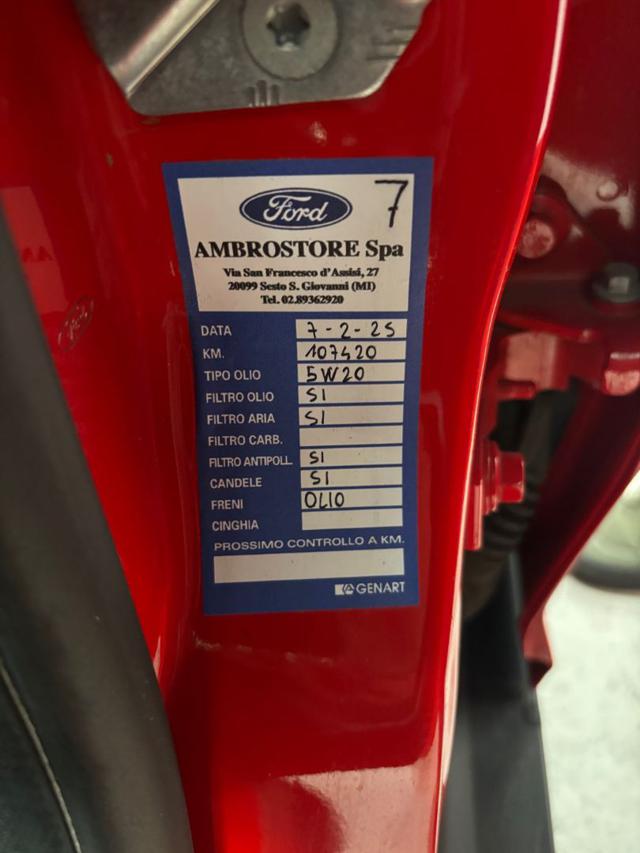 Ford 7
AMBROSTORE Spa
Via San Francesco d'Assisi, 27
20099 Sesto S. Giovanni (MI)
Tel. 02.89362920
DATA 7-2-25
KM. 107420
TIPO OLIO 5W20
FILTRO OLIO SI
FILTRO ARIA SI
FILTRO CARB.
FILTRO ANTIPOLL. SI
CANDELE SI
FRENI OLIO
CINGHIA
PROSSIMO CONTROLLO A KM.
GENART